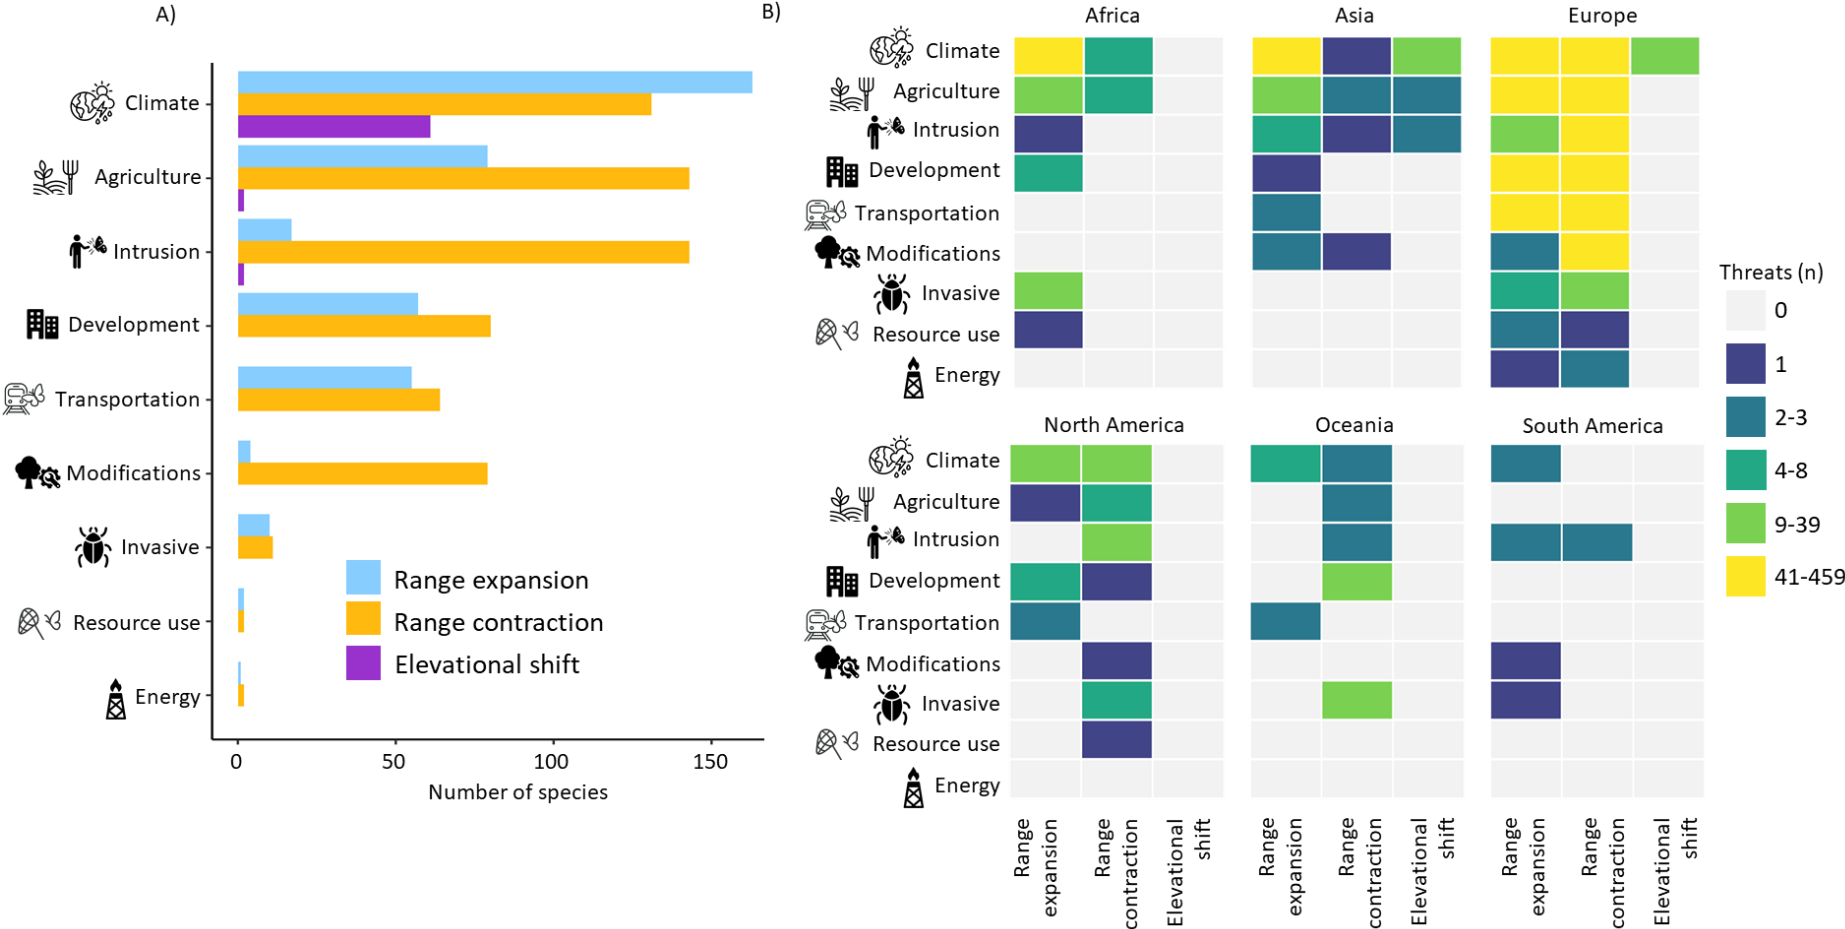 A)
Climate
Agriculture
Intrusion
Development
Transportation
Modifications
Invasive
Resource use
Energy
Range expansion
Range contraction
Elevational shift
0 50 100 150
Number of species
B)
Africa Asia Europe
Climate
Agriculture
Intrusion
Development
Transportation
Modifications
Invasive
Resource use
Energy
North America Oceania South America
Climate
Agriculture
Intrusion
Development
Transportation
Modifications
Invasive
Resource use
Energy
Range
expansion
Range
contraction
Elevational
shift
Range
expansion
Range
contraction
Elevational
shift
Range
expansion
Range
contraction
Elevational
shift
Threats (n)
0
1
2-3
4-8
9-39
41-459